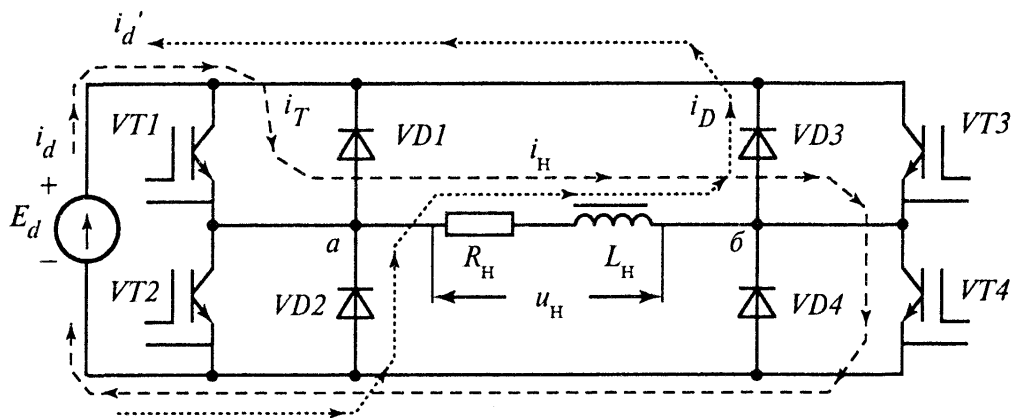 i_d'
VT1
i_T
VD1
i_D
VD3
VT3
i_d
i_н
+
E_d
−
а
R_н
L_н
б
VT2
VD2
u_н
VD4
VT4